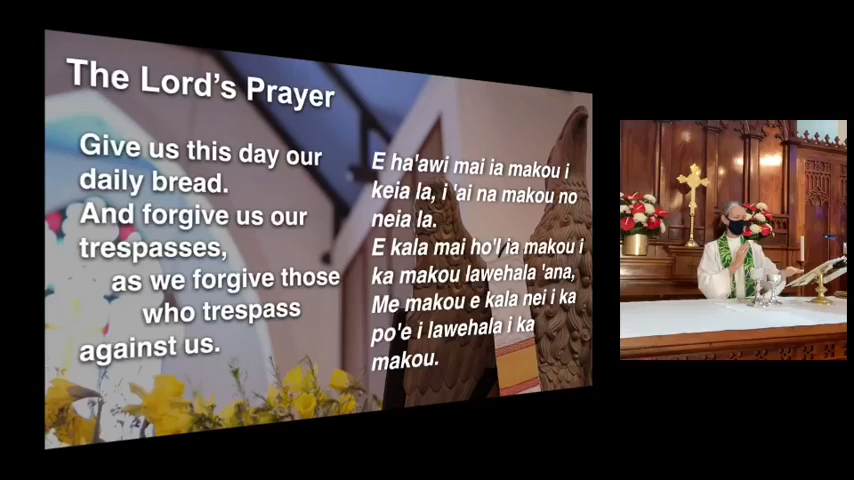 The Lord's Prayer
Give us this day our
daily bread.
And forgive us our
trespasses,
as we forgive those
who trespass
against us.
E ha'awi mai ia makou i
keia la, i 'ai na makou no
neia la.
E kala mai ho'I ia makou i
ka makou lawehala 'ana,
Me makou e kala nei i ka
po'e i lawehala i ka
makou.